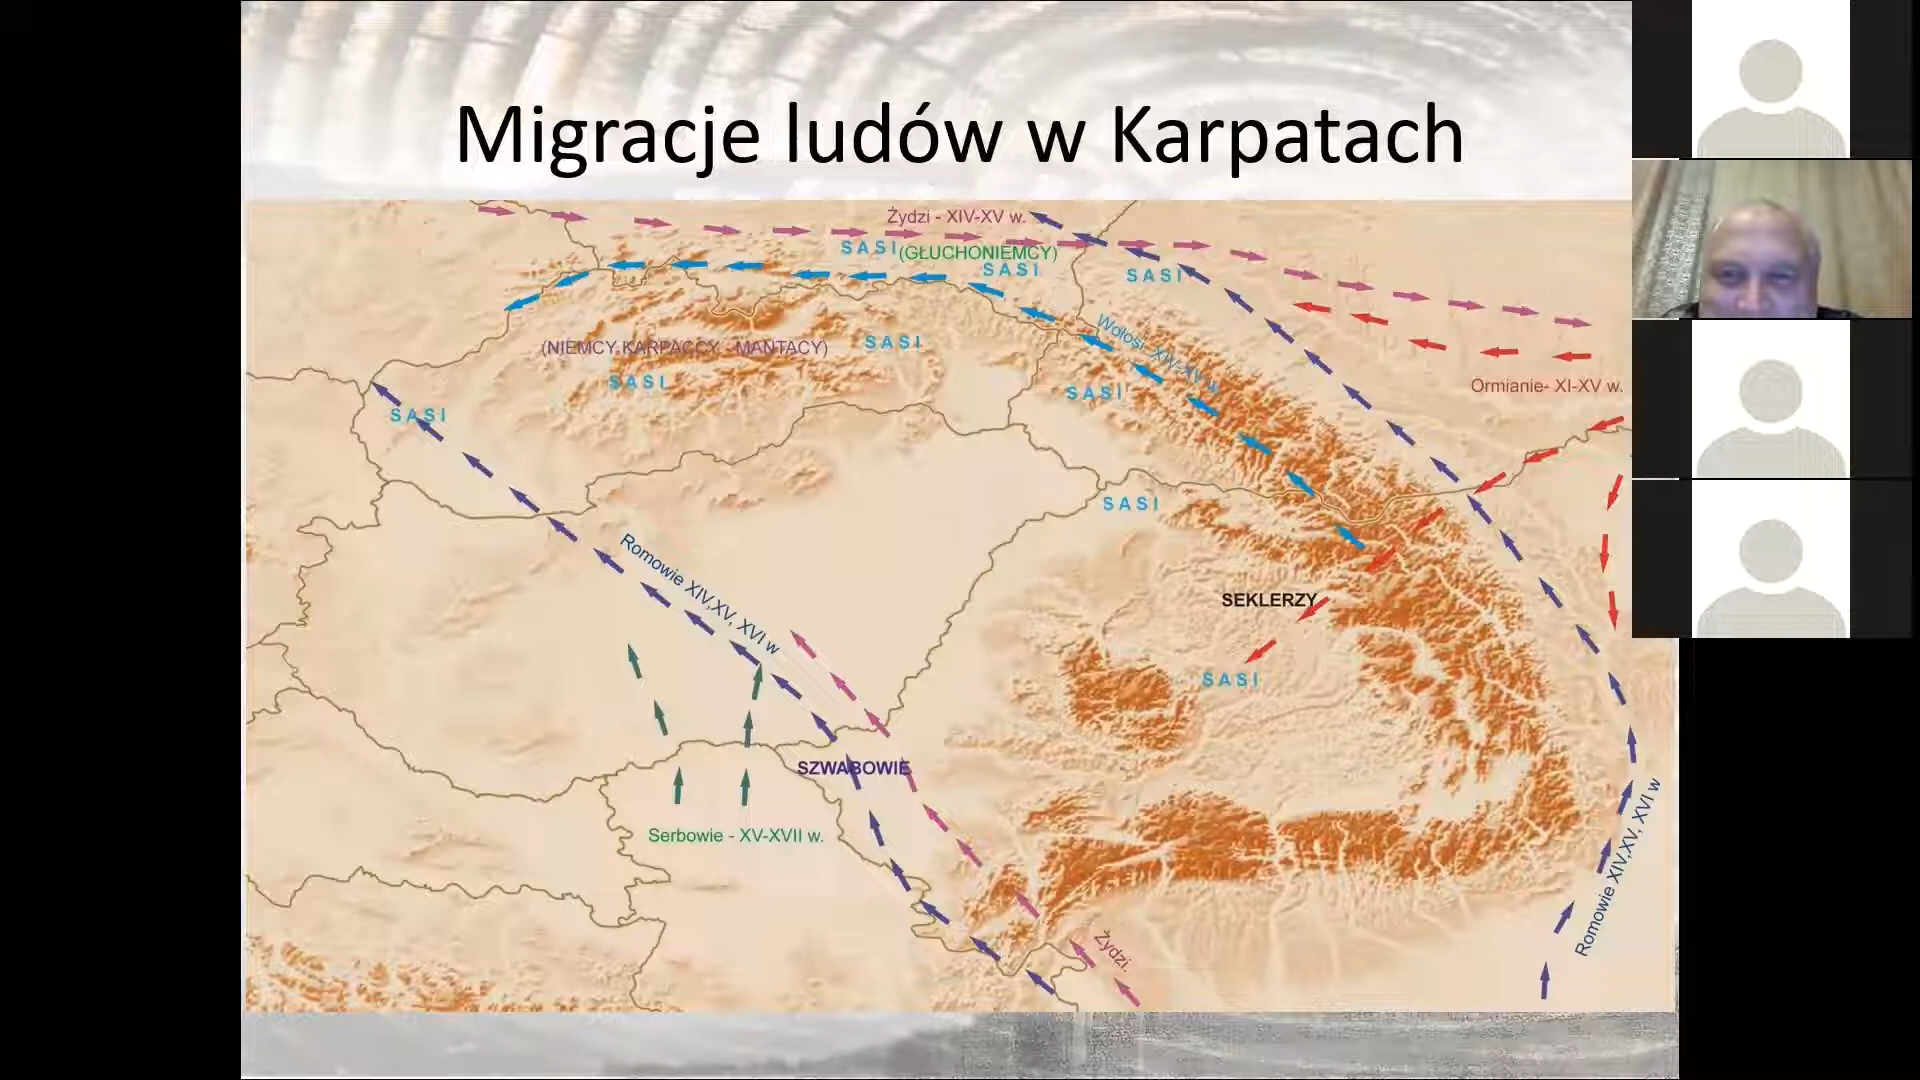 Migracje ludów w Karpatach
Żydzi - XIV-XV w.
SASI
(GŁUCHONIEMCY)
SASI
SASI
Wołosi -XIV-XV w.
(NIEMCY KARPACCY - MANTACY)
SASI
SASI
Ormianie- XI-XV w.
SASI
SASI
SASI
Romowie XIV,XV, XVI w
SEKLERZY
SASI
SZWABOWIE
Serbowie - XV-XVII w.
Romowie XIV,XV, XVI w
Żydzi.